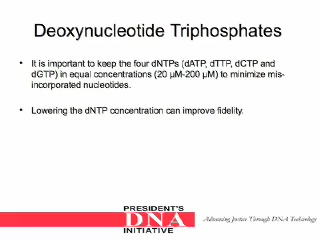 Deoxynucleotide Triphosphates
• It is important to keep the four dNTPs (dATP, dTTP, dCTP and
dGTP) in equal concentrations (20 µM-200 µM) to minimize mis-
incorporated nucleotides.
• Lowering the dNTP concentration can improve fidelity.
PRESIDENT'S
DNA
INITIATIVE
Advancing Justice Through DNA Technology